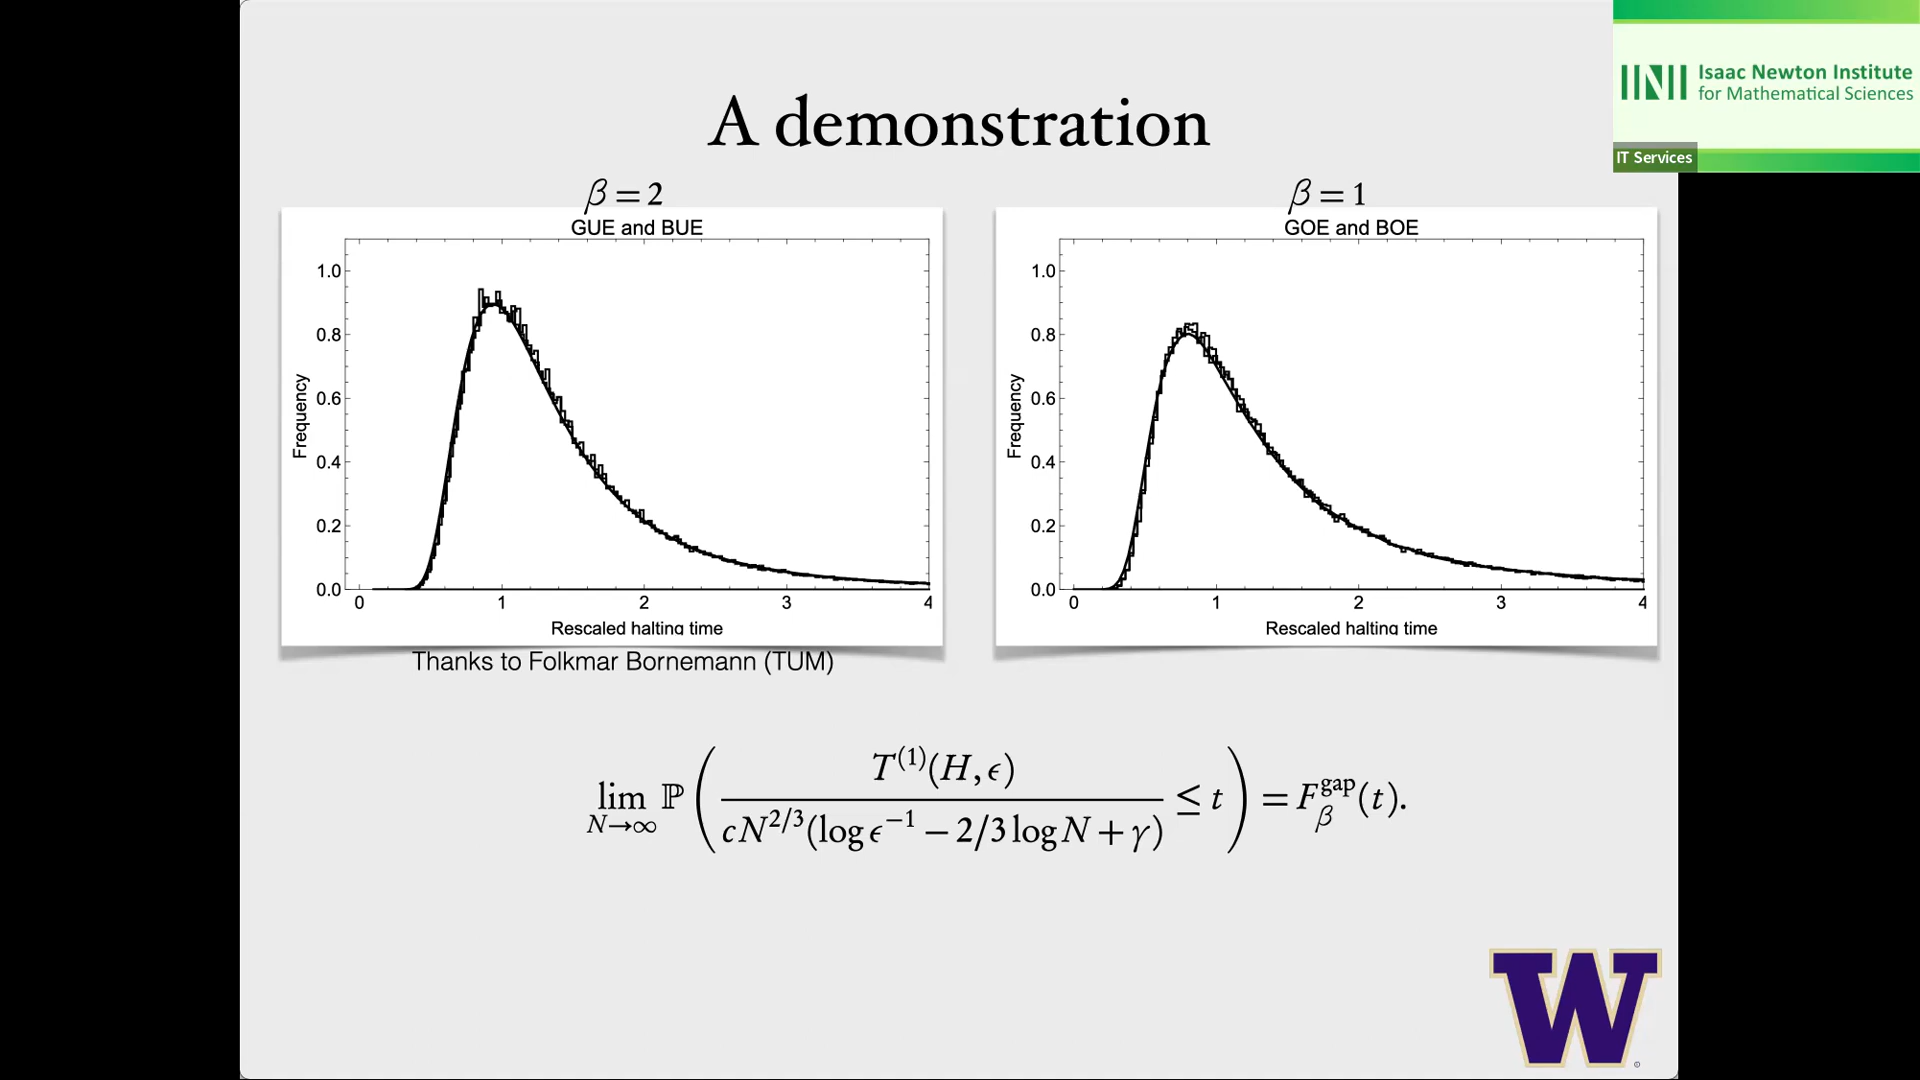 A demonstration
Isaac Newton Institute
for Mathematical Sciences
IT Services
β = 2
GUE and BUE
Frequency
1.0
0.8
0.6
0.4
0.2
0.0
0 1 2 3 4
Rescaled halting time
Thanks to Folkmar Bornemann (TUM)
β = 1
GOE and BOE
Frequency
1.0
0.8
0.6
0.4
0.2
0.0
0 1 2 3 4
Rescaled halting time
lim_{N→∞} ℙ ( T^{(1)}(H, ϵ) / cN^{2/3}(log ϵ^{−1} − 2/3 log N + γ) ≤ t ) = F_β^{gap}(t).
W